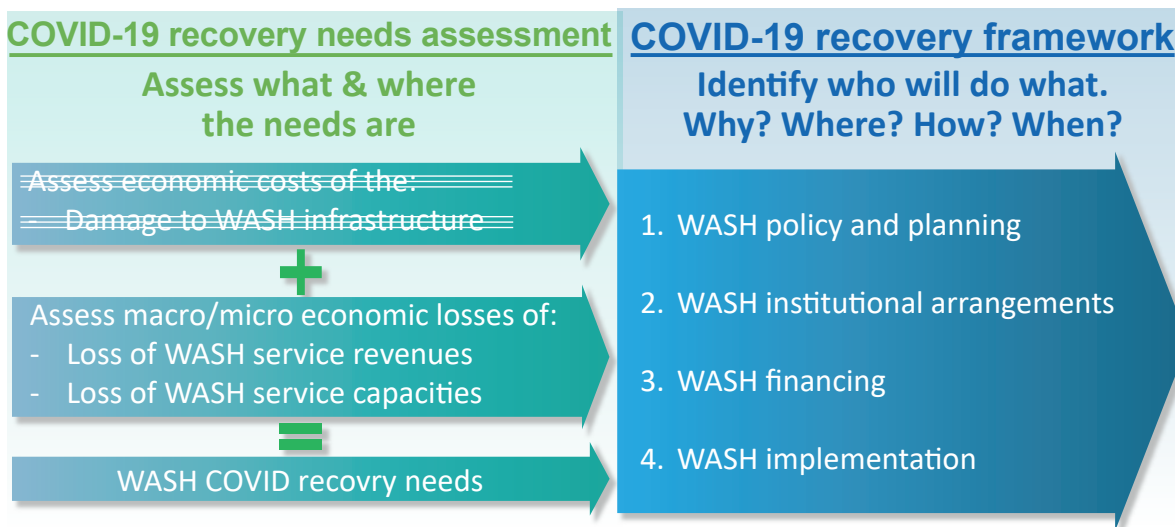 COVID-19 recovery needs assessment
Assess what & where
the needs are
Assess economic costs of the:
- Damage to WASH infrastructure
+
Assess macro/micro economic losses of:
- Loss of WASH service revenues
- Loss of WASH service capacities
=
WASH COVID recovry needs
COVID-19 recovery framework
Identify who will do what.
Why? Where? How? When?
1. WASH policy and planning
2. WASH institutional arrangements
3. WASH financing
4. WASH implementation